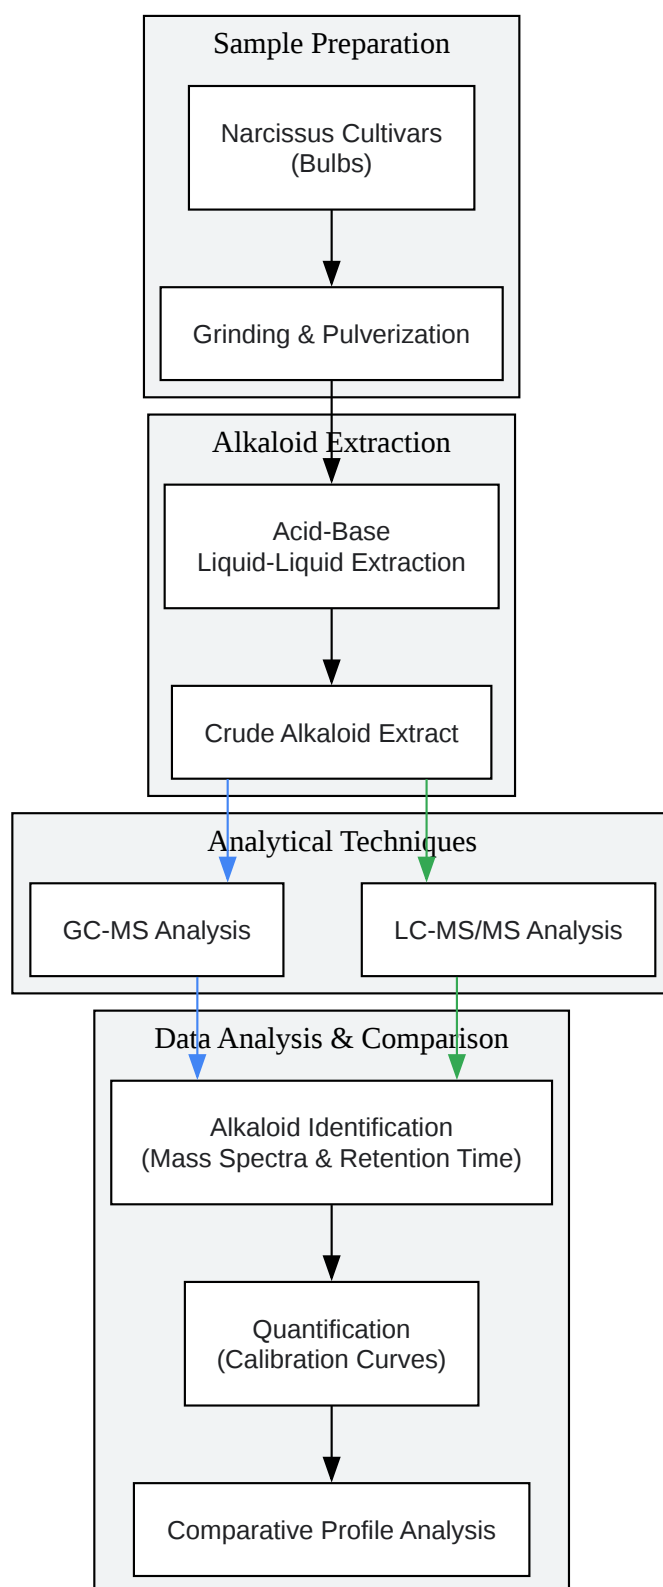 Sample Preparation
Narcissus Cultivars
(Bulbs)
Grinding & Pulverization
Alkaloid Extraction
Acid-Base
Liquid-Liquid Extraction
Crude Alkaloid Extract
Analytical Techniques
GC-MS Analysis
LC-MS/MS Analysis
Data Analysis & Comparison
Alkaloid Identification
(Mass Spectra & Retention Time)
Quantification
(Calibration Curves)
Comparative Profile Analysis